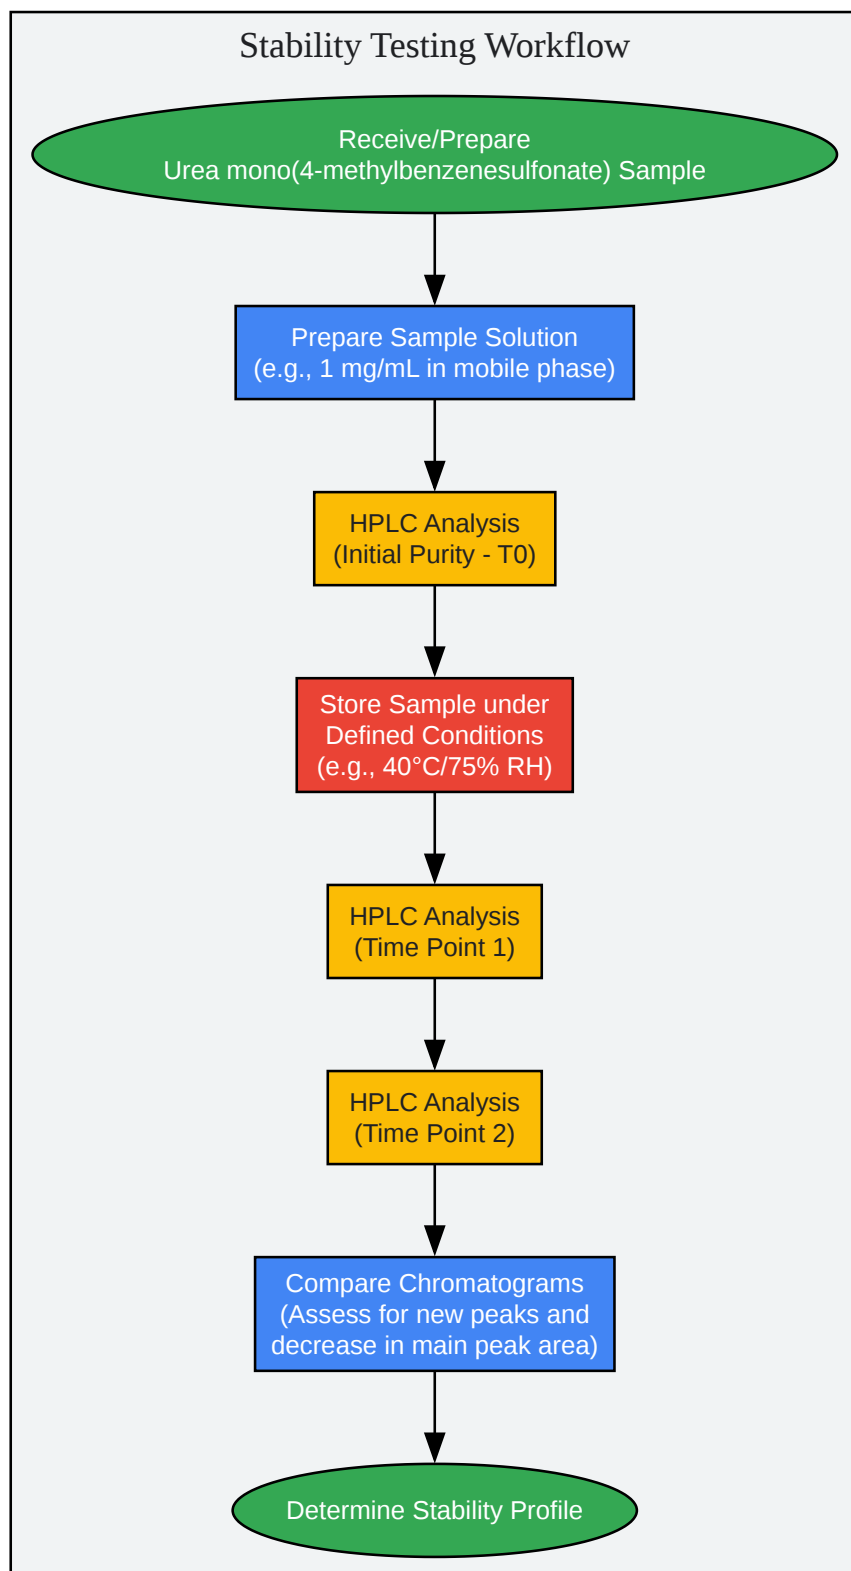 Stability Testing Workflow
Receive/Prepare
Urea mono(4-methylbenzenesulfonate) Sample
Prepare Sample Solution
(e.g., 1 mg/mL in mobile phase)
HPLC Analysis
(Initial Purity - T0)
Store Sample under
Defined Conditions
(e.g., 40°C/75% RH)
HPLC Analysis
(Time Point 1)
HPLC Analysis
(Time Point 2)
Compare Chromatograms
(Assess for new peaks and
decrease in main peak area)
Determine Stability Profile